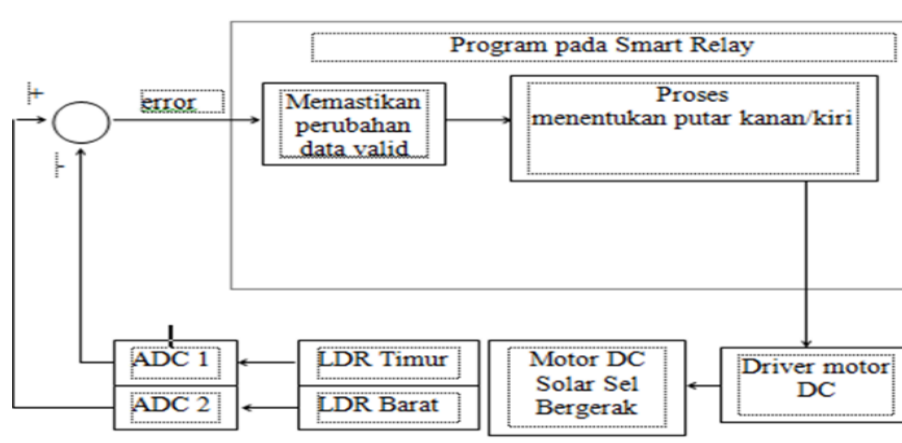 Program pada Smart Relay
+
error
Memastikan
perubahan
data valid
Proses
menentukan putar kanan/kiri
-
ADC 1
LDR Timur
Motor DC
Solar Sel
Bergerak
Driver motor
DC
ADC 2
LDR Barat